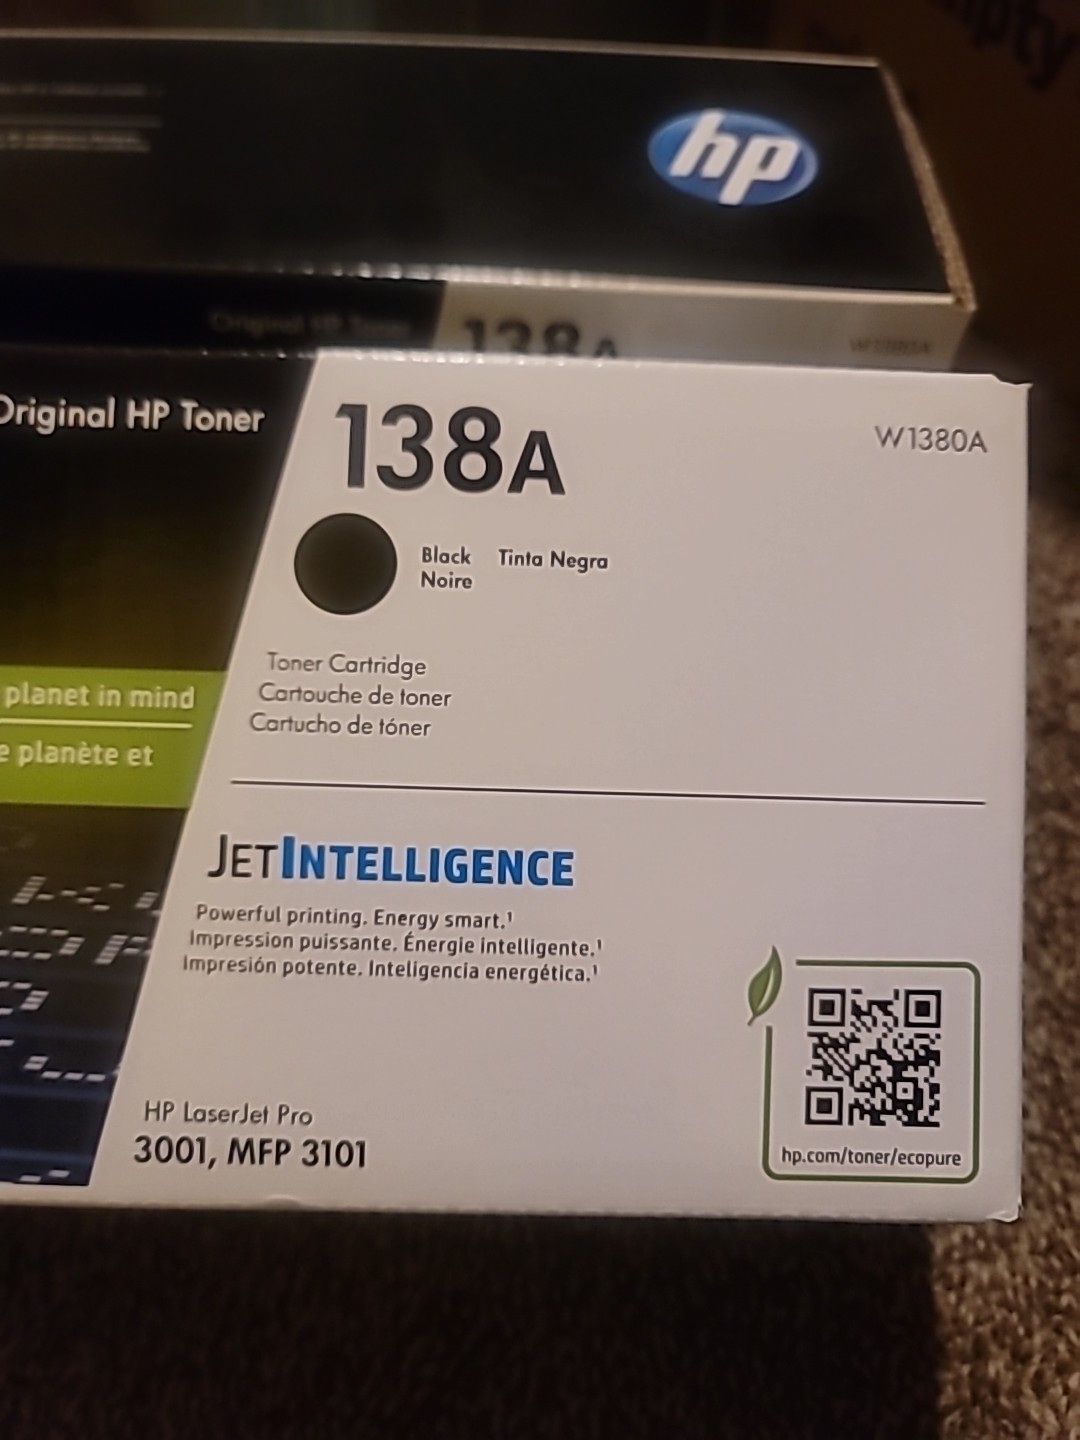 hp
138A
Original HP Toner
138A
W1380A
Black Tinta Negra
Noire
Toner Cartridge
Cartouche de toner
Cartucho de tóner
planet in mind
planète et
JETINTELLIGENCE
Powerful printing. Energy smart.¹
Impression puissante. Énergie intelligente.¹
Impresión potente. Inteligencia energética.¹
HP LaserJet Pro
3001, MFP 3101
hp.com/toner/ecopure